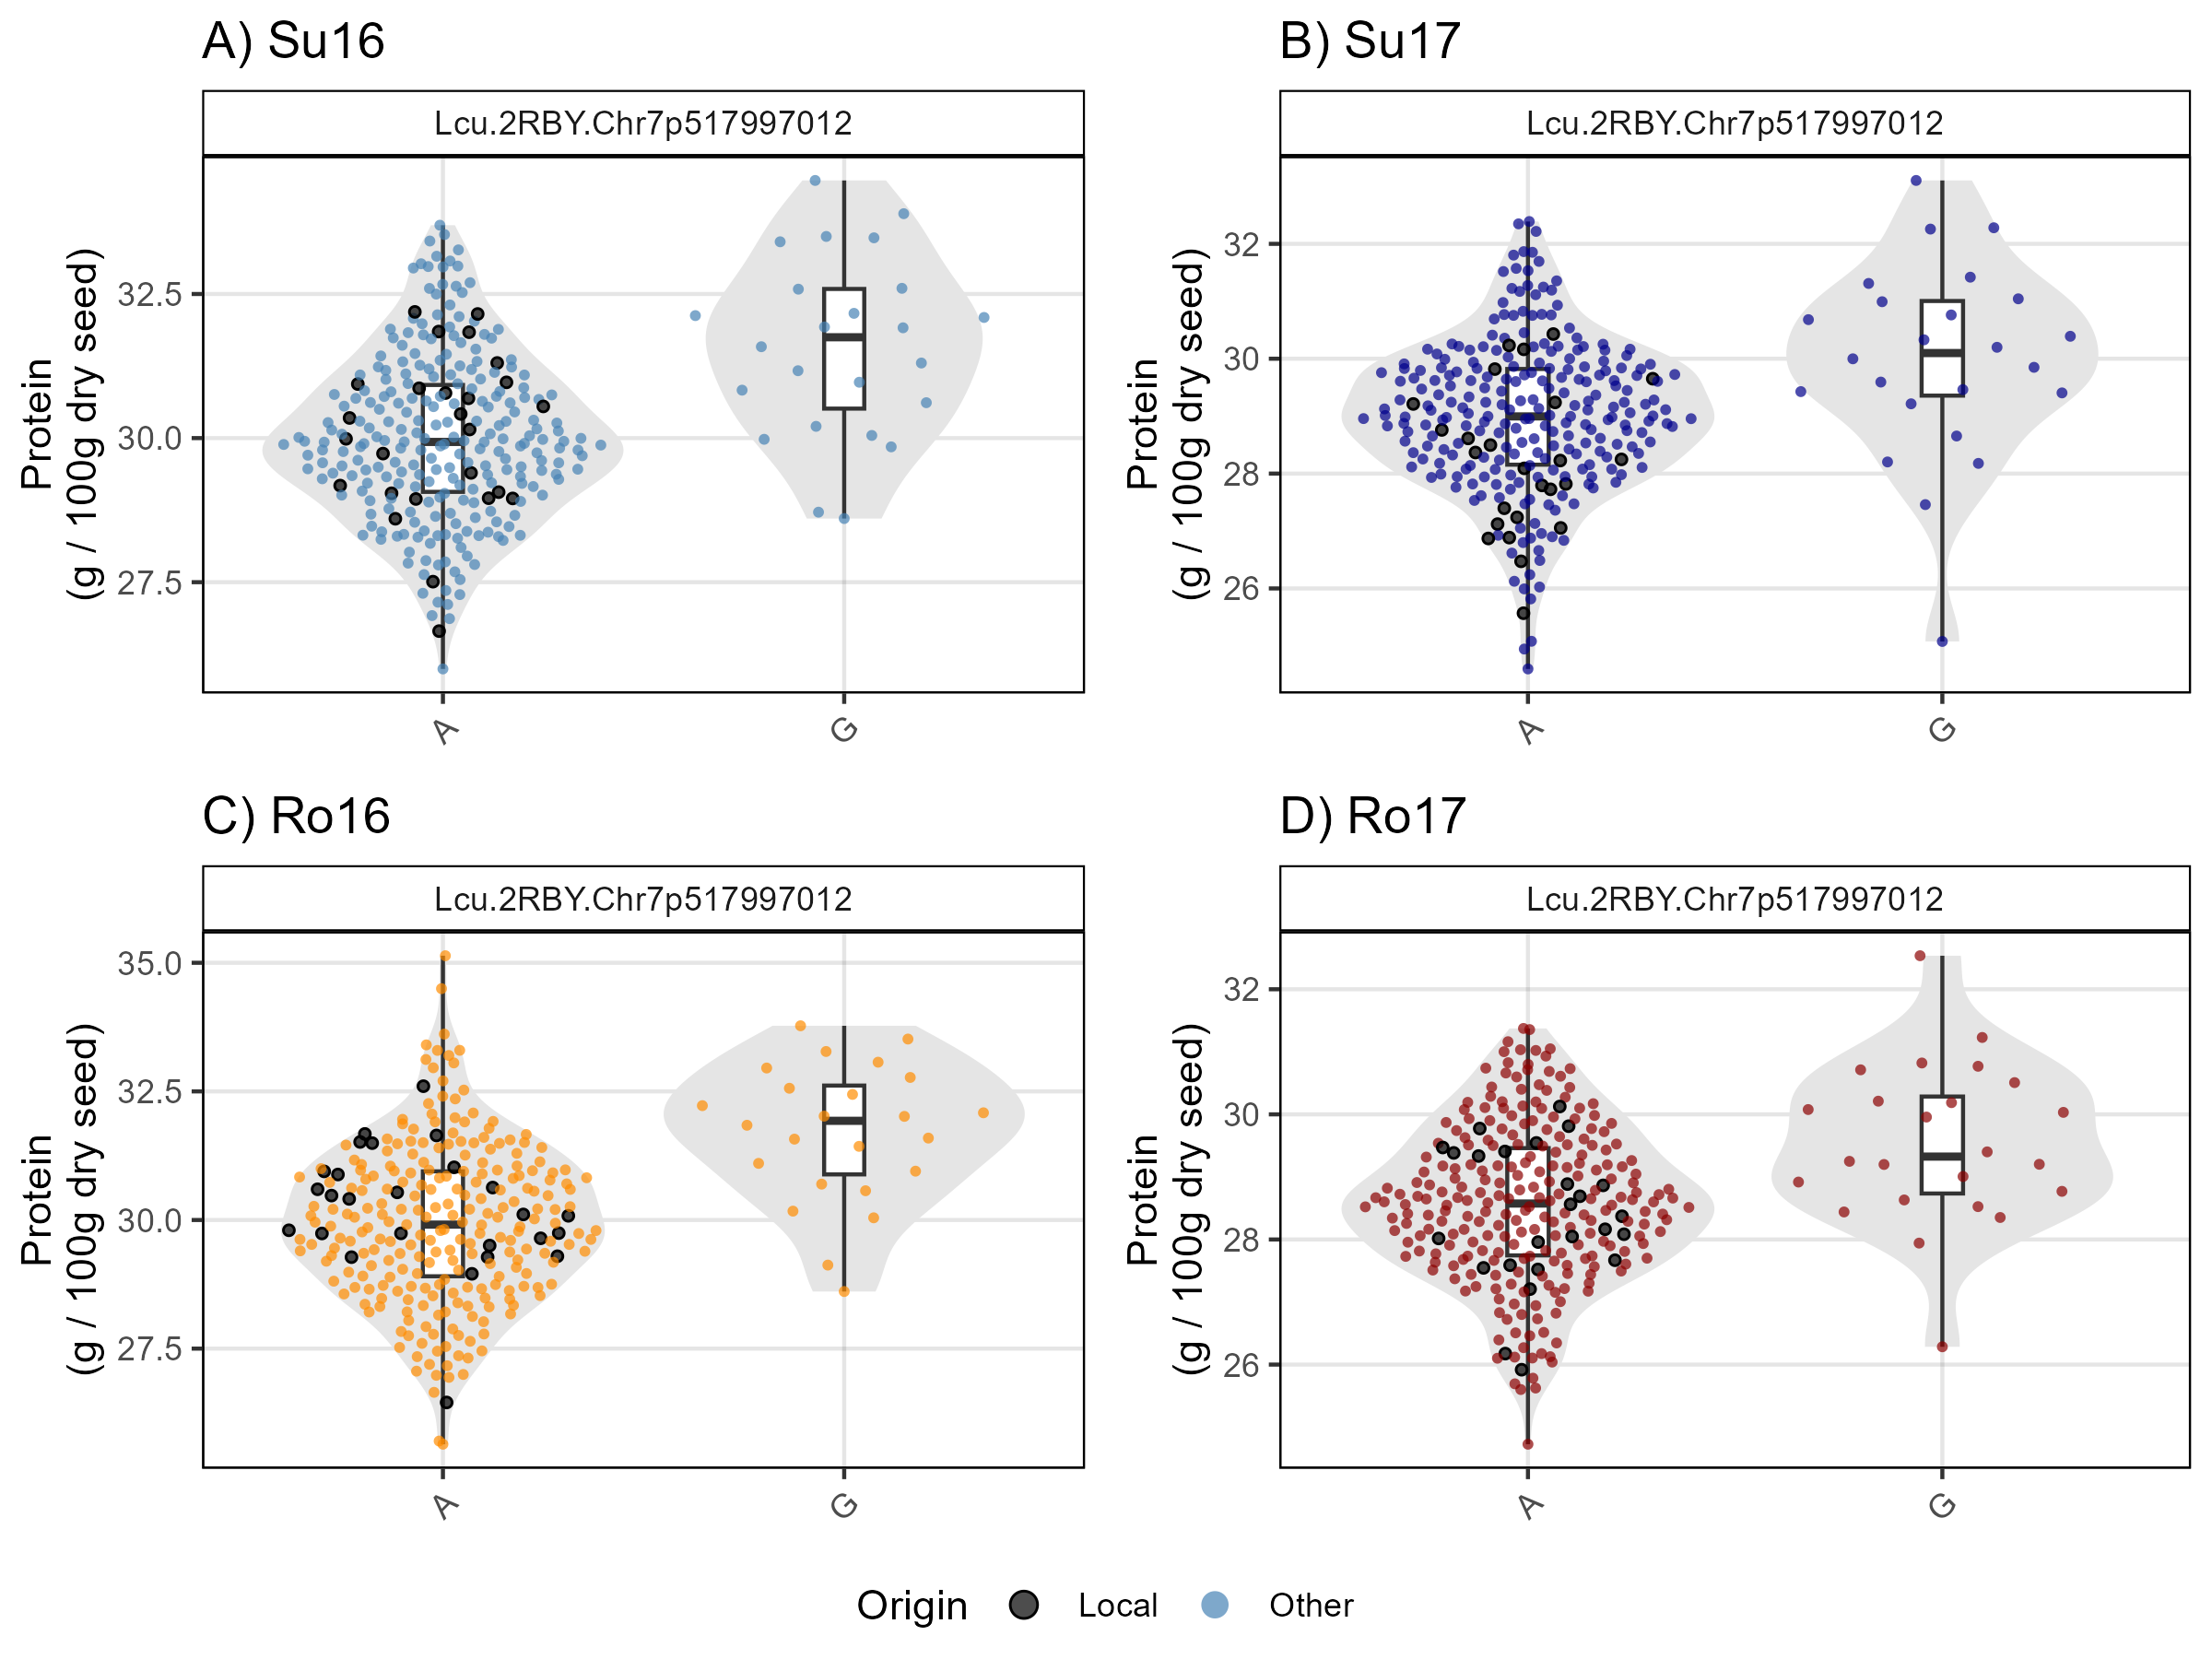 A) Su16
Lcu.2RBY.Chr7p517997012
Protein
(g / 100g dry seed)
32.5
30.0
27.5
A
G
B) Su17
Lcu.2RBY.Chr7p517997012
Protein
(g / 100g dry seed)
32
30
28
26
A
G
C) Ro16
Lcu.2RBY.Chr7p517997012
Protein
(g / 100g dry seed)
35.0
32.5
30.0
27.5
A
G
D) Ro17
Lcu.2RBY.Chr7p517997012
Protein
(g / 100g dry seed)
32
30
28
26
A
G
Origin Local Other